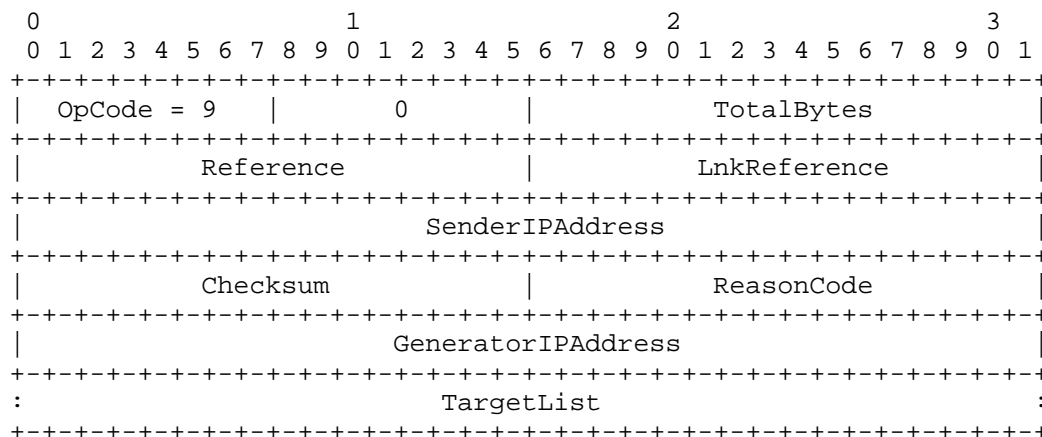 0                   1                   2                   3
 0 1 2 3 4 5 6 7 8 9 0 1 2 3 4 5 6 7 8 9 0 1 2 3 4 5 6 7 8 9 0 1
+-+-+-+-+-+-+-+-+-+-+-+-+-+-+-+-+-+-+-+-+-+-+-+-+-+-+-+-+-+-+-+-+
|  OpCode = 9   |       0       |           TotalBytes          |
+-+-+-+-+-+-+-+-+-+-+-+-+-+-+-+-+-+-+-+-+-+-+-+-+-+-+-+-+-+-+-+-+
|           Reference           |          LnkReference         |
+-+-+-+-+-+-+-+-+-+-+-+-+-+-+-+-+-+-+-+-+-+-+-+-+-+-+-+-+-+-+-+-+
|                         SenderIPAddress                       |
+-+-+-+-+-+-+-+-+-+-+-+-+-+-+-+-+-+-+-+-+-+-+-+-+-+-+-+-+-+-+-+-+
|           Checksum            |           ReasonCode          |
+-+-+-+-+-+-+-+-+-+-+-+-+-+-+-+-+-+-+-+-+-+-+-+-+-+-+-+-+-+-+-+-+
|                       GeneratorIPAddress                      |
+-+-+-+-+-+-+-+-+-+-+-+-+-+-+-+-+-+-+-+-+-+-+-+-+-+-+-+-+-+-+-+-+
:                          TargetList                           :
+-+-+-+-+-+-+-+-+-+-+-+-+-+-+-+-+-+-+-+-+-+-+-+-+-+-+-+-+-+-+-+-+